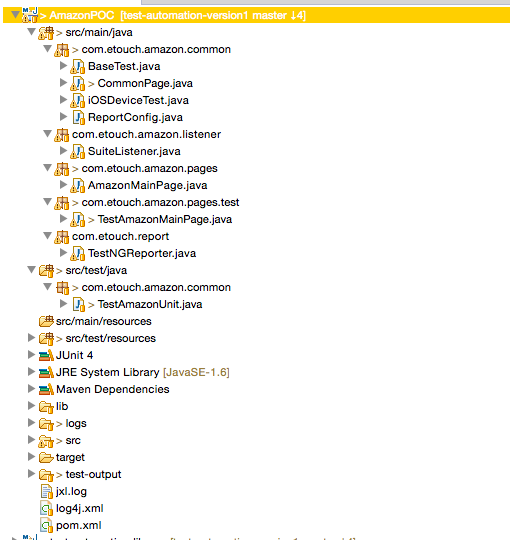 > AmazonPOC [test-automation-version1 master ↓4]
> src/main/java
> com.etouch.amazon.common
BaseTest.java
> CommonPage.java
> iOSDeviceTest.java
ReportConfig.java
com.etouch.amazon.listener
SuiteListener.java
> com.etouch.amazon.pages
AmazonMainPage.java
> com.etouch.amazon.pages.test
> TestAmazonMainPage.java
com.etouch.report
TestNGReporter.java
> src/test/java
> com.etouch.amazon.common
> TestAmazonUnit.java
src/main/resources
> src/test/resources
JUnit 4
JRE System Library [JavaSE-1.6]
Maven Dependencies
lib
> logs
> src
target
> test-output
jxl.log
log4j.xml
pom.xml